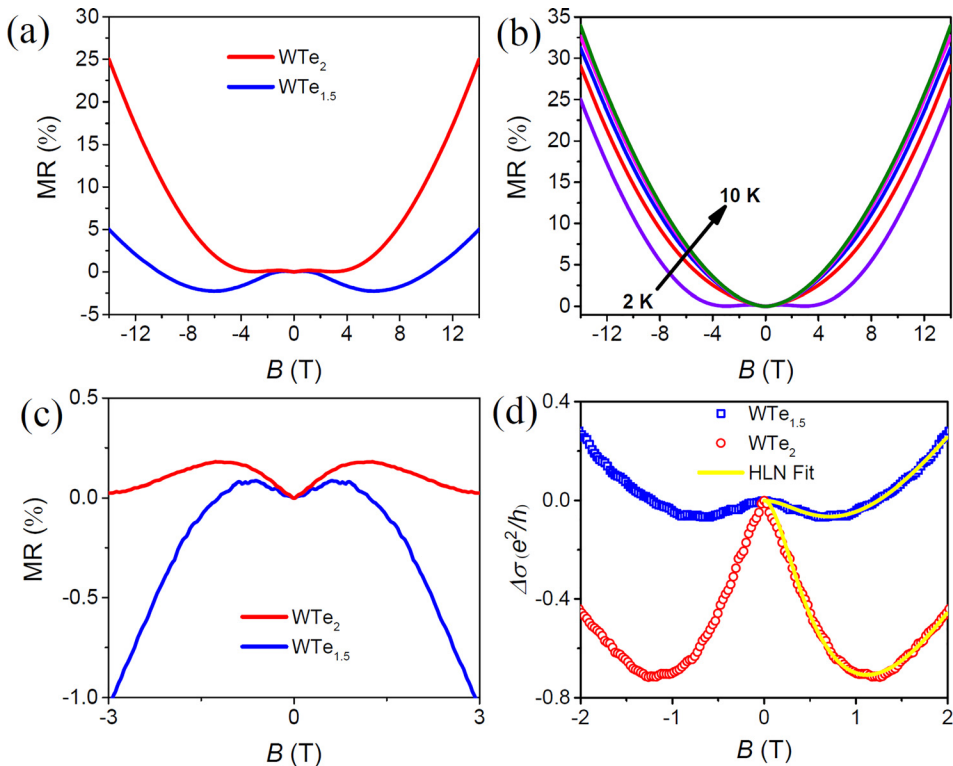 (a)
30
25
20
15
10
5
0
-5
MR (%)
WTe2
WTe1.5
-12 -8 -4 0 4 8 12
B (T)
(b)
35
30
25
20
15
10
5
0
MR (%)
10 K
2 K
-12 -8 -4 0 4 8 12
B (T)
(c)
0.5
0.0
-0.5
-1.0
MR (%)
WTe2
WTe1.5
-3 0 3
B (T)
(d)
0.4
0.0
-0.4
-0.8
Δσ (e²/h)
WTe1.5
WTe2
HLN Fit
-2 -1 0 1 2
B (T)